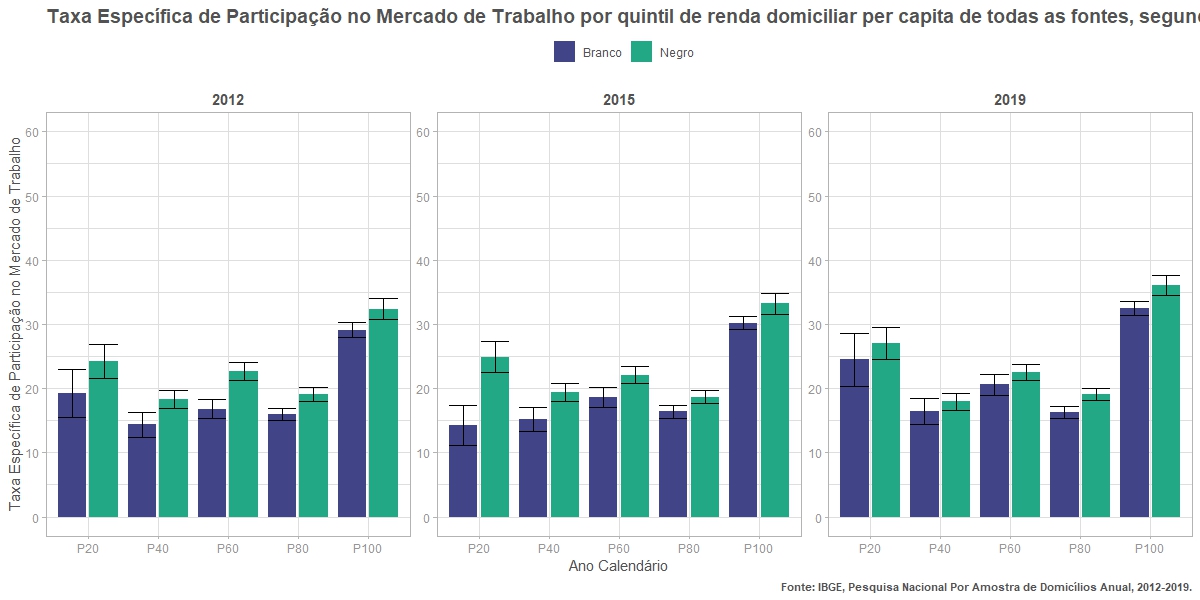 Taxa Específica de Participação no Mercado de Trabalho por quintil de renda domiciliar per capita de todas as fontes,
Branco Negro
2012 2015 2019
Taxa Específica de Participação no Mercado de Trabalho
60 60 60
50 50 50
40 40 40
30 30 30
20 20 20
10 10 10
0 0 0
P20 P40 P60 P80 P100 P20 P40 P60 P80 P100 P20 P40 P60 P80 P100
Ano Calendário
Fonte: IBGE, Pesquisa Nacional Por Amostra de Domicílios Anual, 2012-2019.